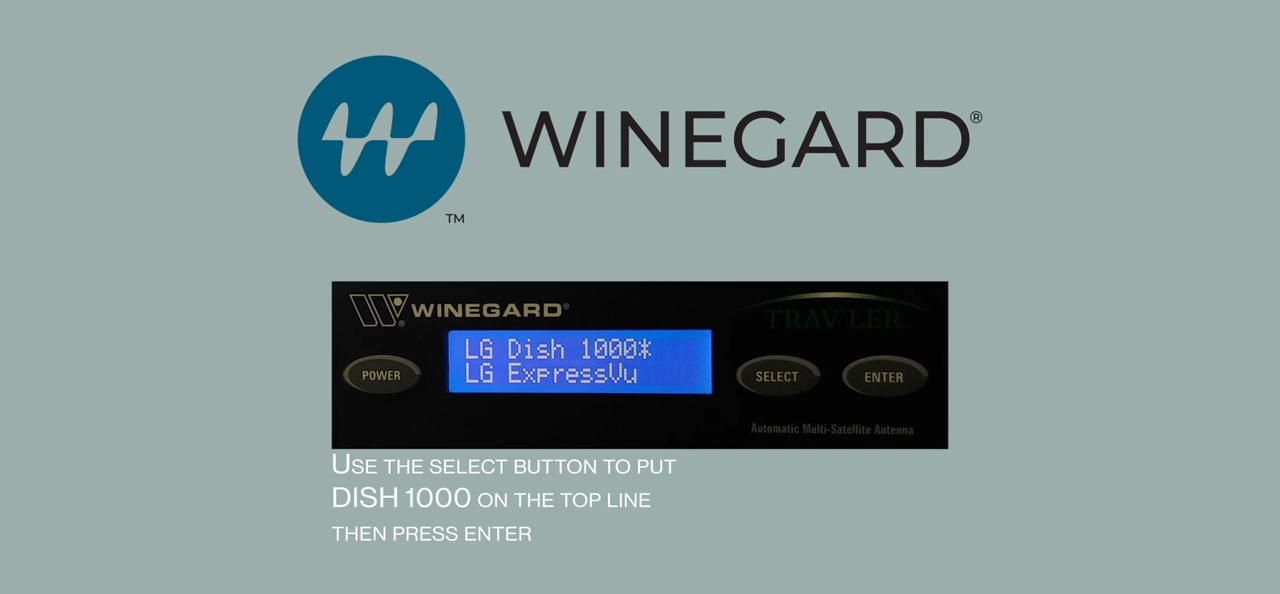 WINEGARD®
TM
WINEGARD®
TRAV'LER
LG Dish 1000*
LG ExpressVu
POWER
SELECT
ENTER
Automatic Multi-Satellite Antenna
USE THE SELECT BUTTON TO PUT
DISH 1000 ON THE TOP LINE
THEN PRESS ENTER